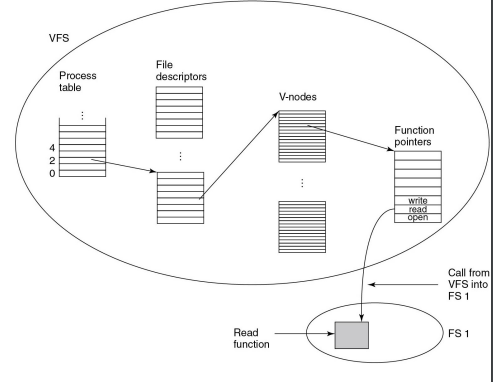 VFS
Process
table
File
descriptors
V-nodes
Function
pointers
...
...
...
4
2
0
write
read
open
Call from
VFS into
FS 1
Read
function
FS 1